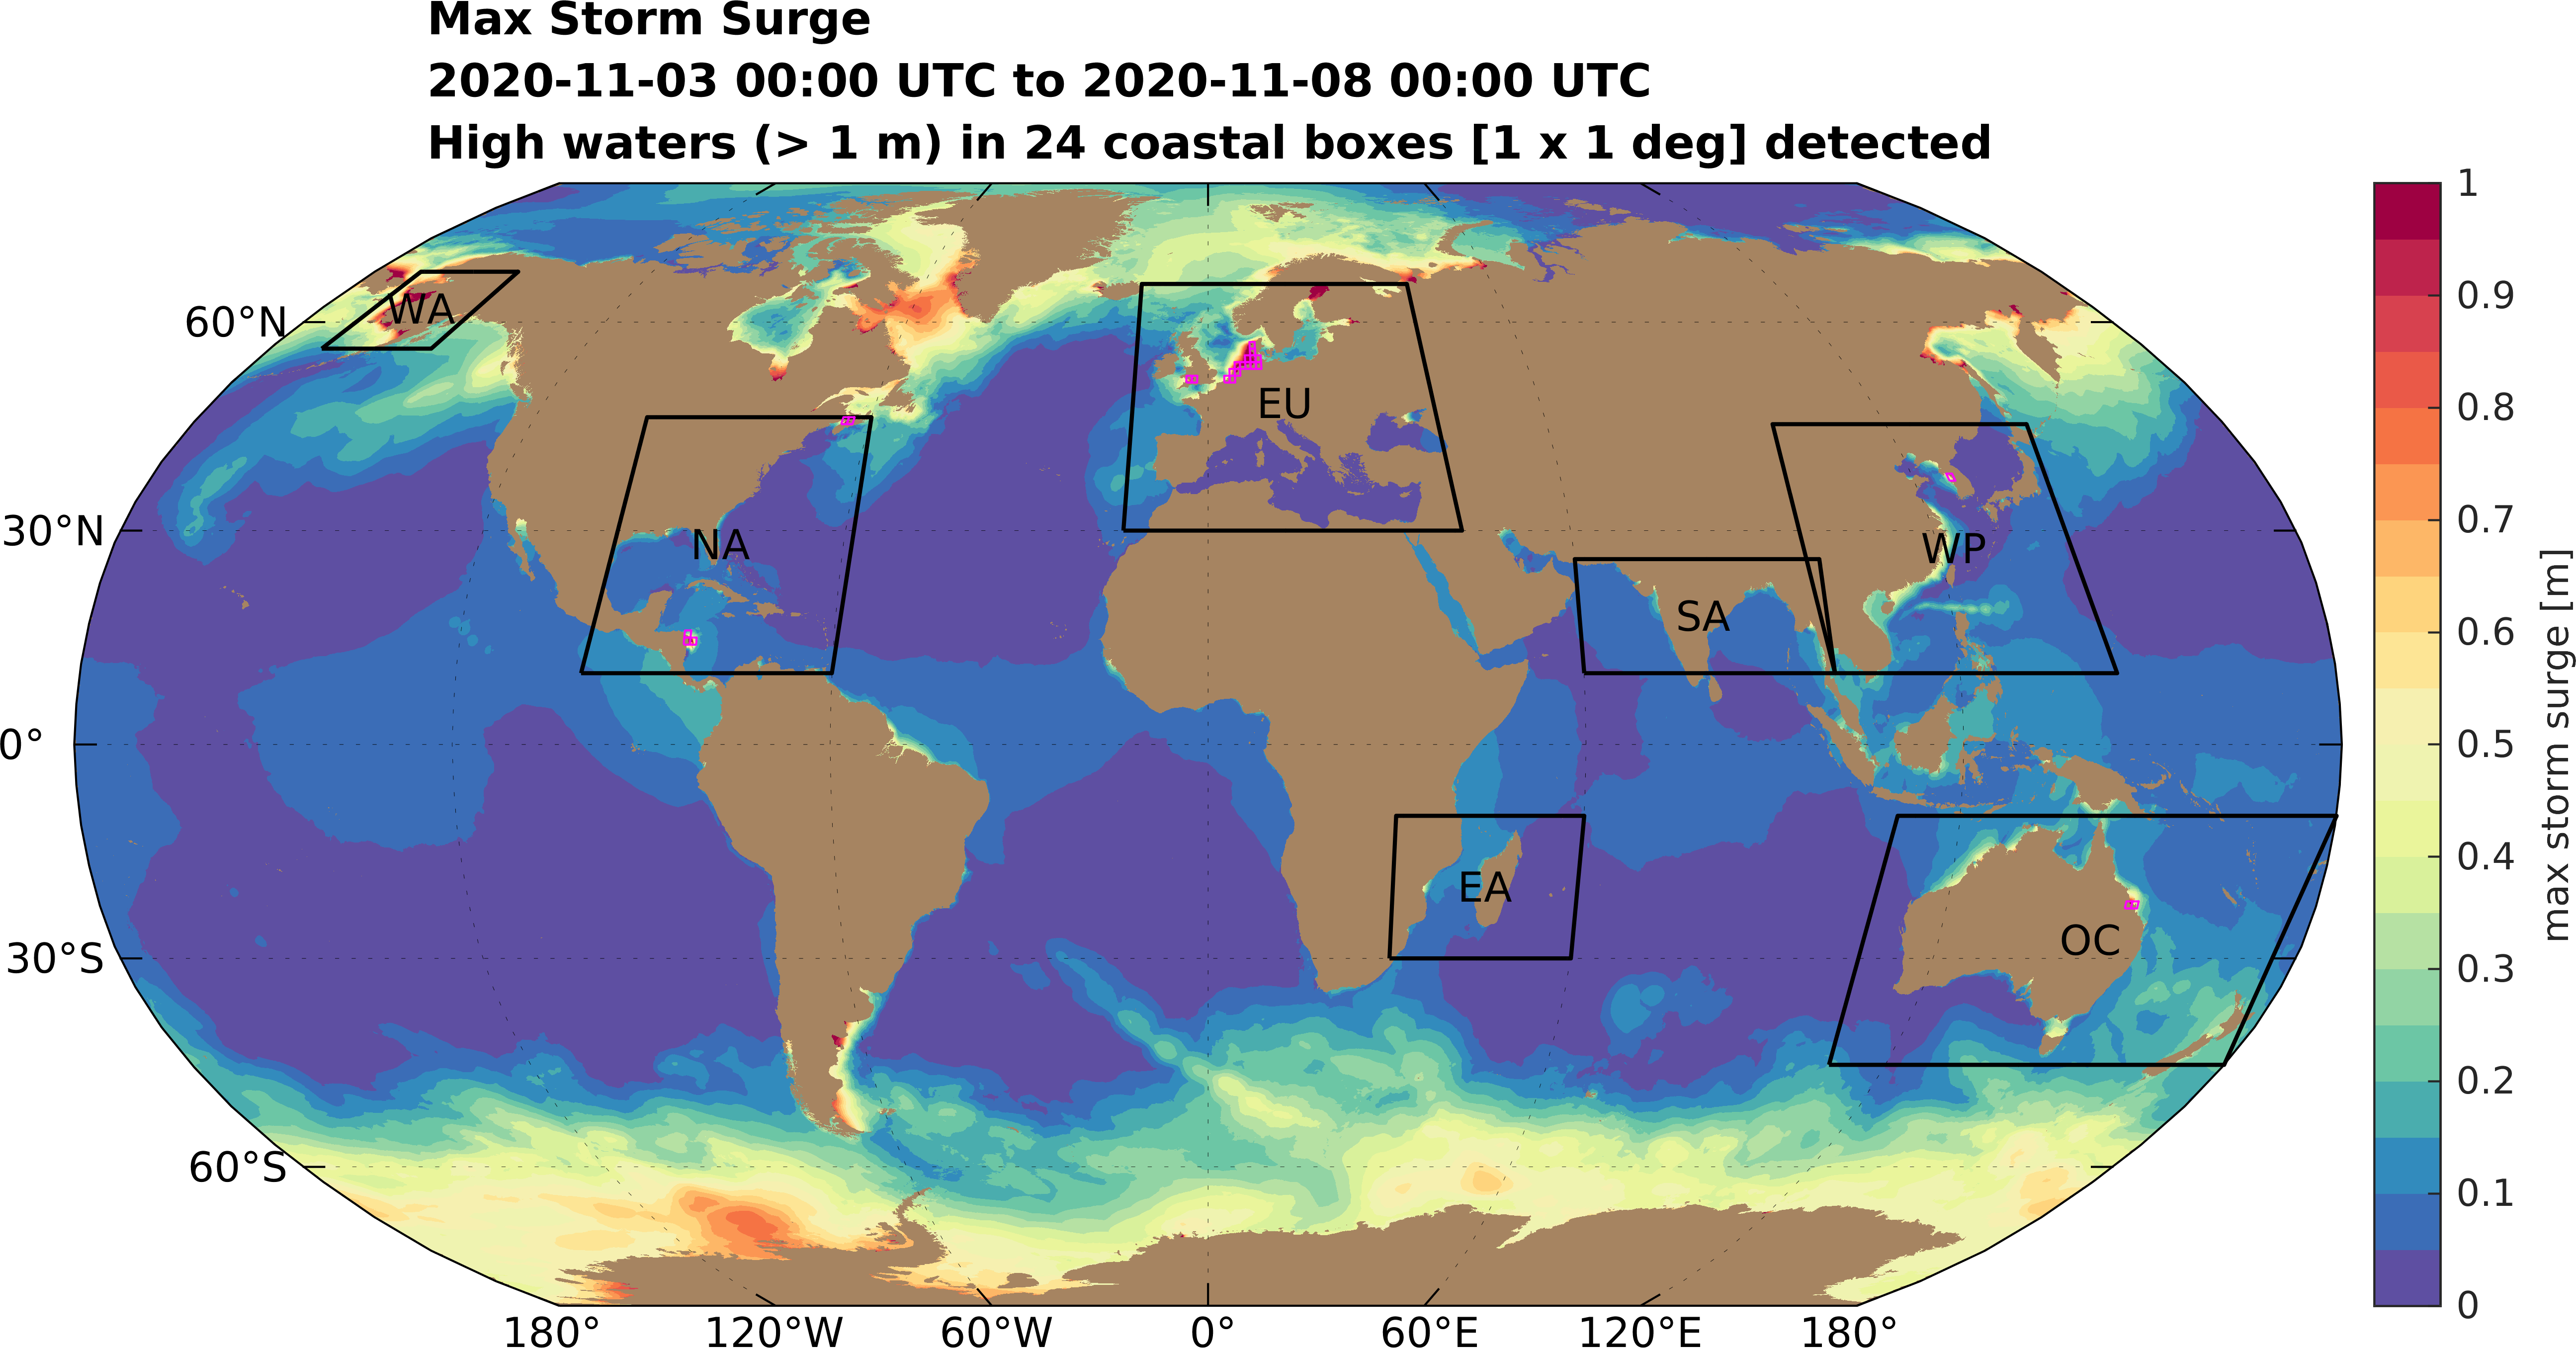 Max Storm Surge
2020-11-03 00:00 UTC to 2020-11-08 00:00 UTC
High waters (> 1 m) in 24 coastal boxes [1 x 1 deg] detected
60°N
30°N
0°
30°S
60°S
WA
NA
EU
SA
WP
EA
OC
180°
120°W
60°W
0°
60°E
120°E
180°
1
0.9
0.8
0.7
0.6
0.5
0.4
0.3
0.2
0.1
0
max storm surge [m]